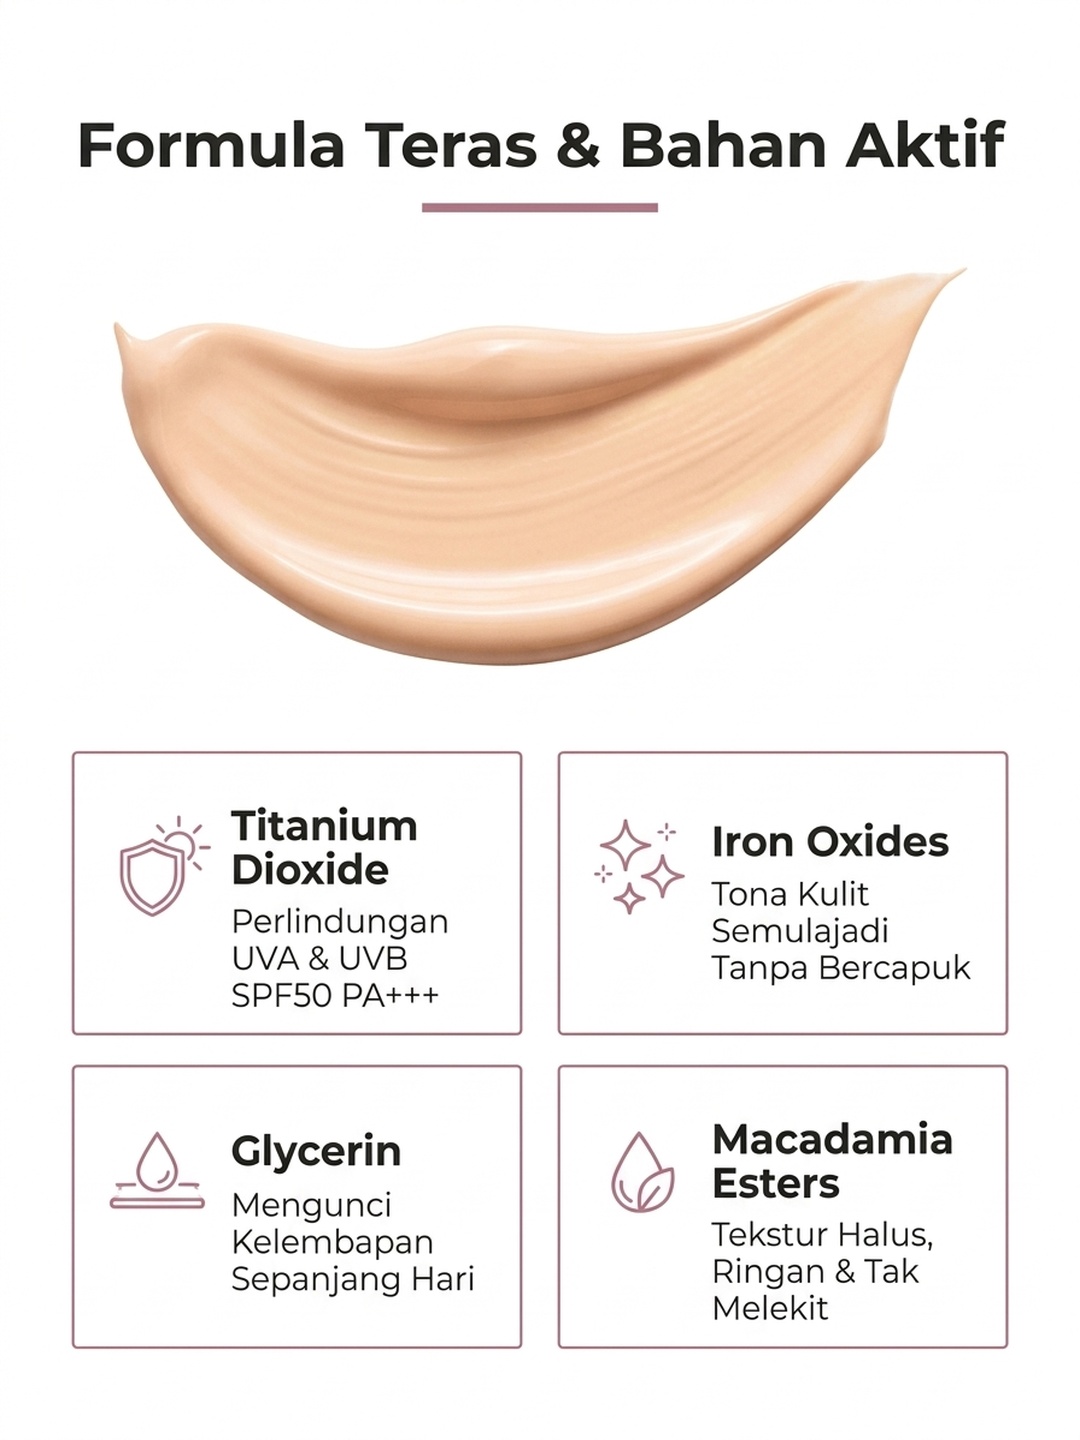 Formula Teras & Bahan Aktif
Titanium
Dioxide
Perlindungan
UVA & UVB
SPF50 PA+++
Iron Oxides
Tona Kulit
Semulajadi
Tanpa Bercapuk
Glycerin
Mengunci
Kelembapan
Sepanjang Hari
Macadamia
Esters
Tekstur Halus,
Ringan & Tak
Melekit